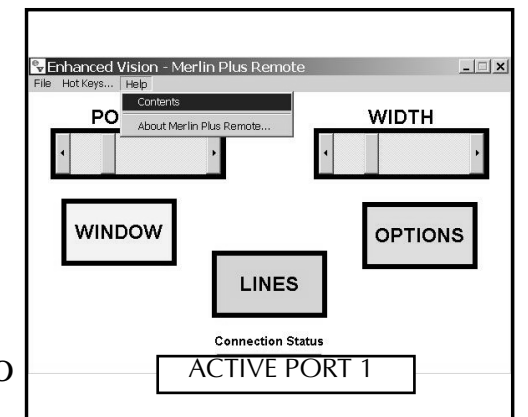 Enhanced Vision - Merlin Plus Remote
File Hot Keys... Help
Contents
About Merlin Plus Remote...
PO
WIDTH
WINDOW
OPTIONS
LINES
Connection Status
ACTIVE PORT 1